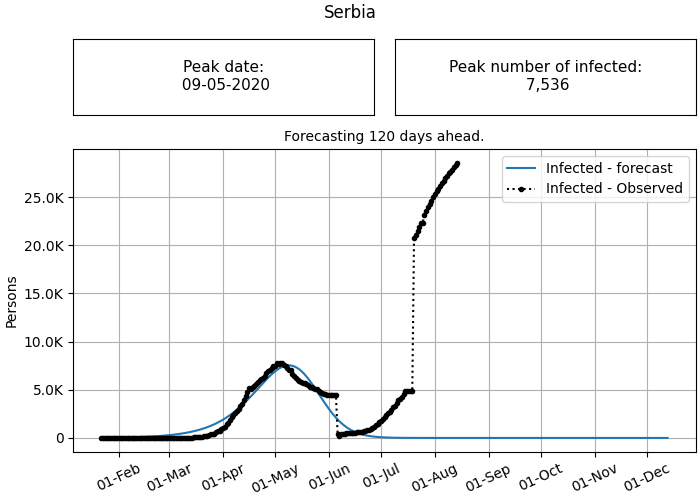 Serbia
Peak date:
09-05-2020
Peak number of infected:
7,536
Forecasting 120 days ahead.
Infected - forecast
Infected - Observed
25.0K
20.0K
15.0K
10.0K
5.0K
0
Persons
01-Feb
01-Mar
01-Apr
01-May
01-Jun
01-Jul
01-Aug
01-Sep
01-Oct
01-Nov
01-Dec